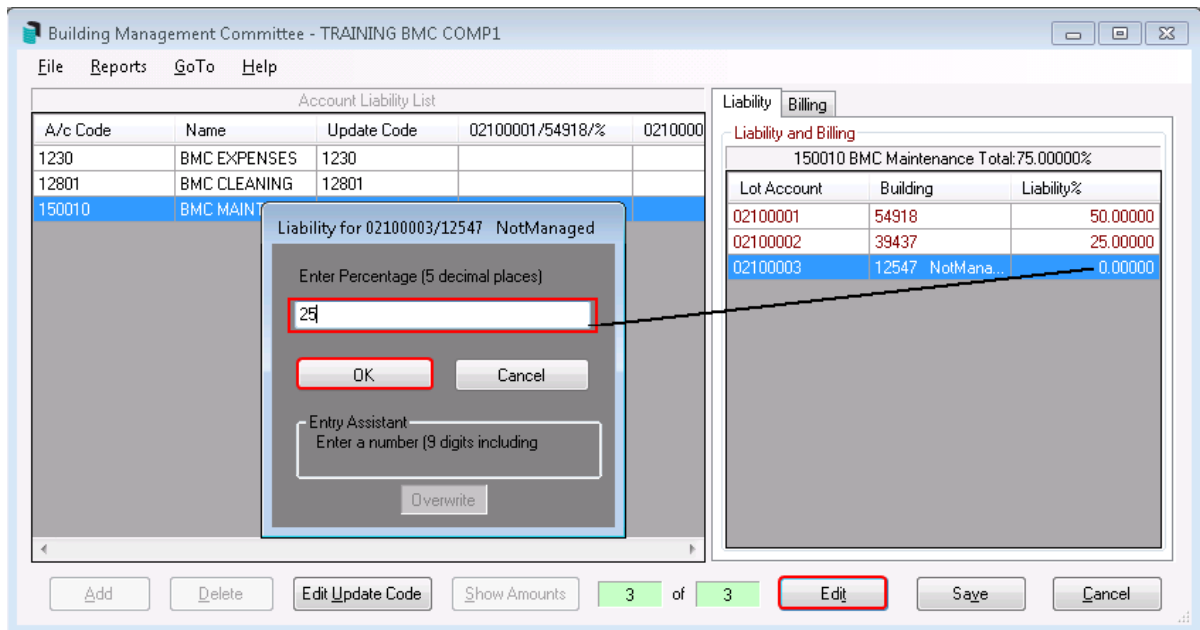 Building Management Committee - TRAINING BMC COMP1
File Reports GoTo Help
Account Liability List
A/c Code Name Update Code 02100001/54918/% 0210000
1230 BMC EXPENSES 1230
12801 BMC CLEANING 12801
150010 BMC MAINT
Liability for 02100003/12547 NotManaged
Enter Percentage (5 decimal places)
25
OK Cancel
Entry Assistant
Enter a number (9 digits including
Overwrite
Liability Billing
Liability and Billing
150010 BMC Maintenance Total:75.00000%
Lot Account Building Liability%
02100001 54918 50.00000
02100002 39437 25.00000
02100003 12547 NotMana... 0.00000
Add Delete Edit Update Code Show Amounts 3 of 3 Edit Save Cancel